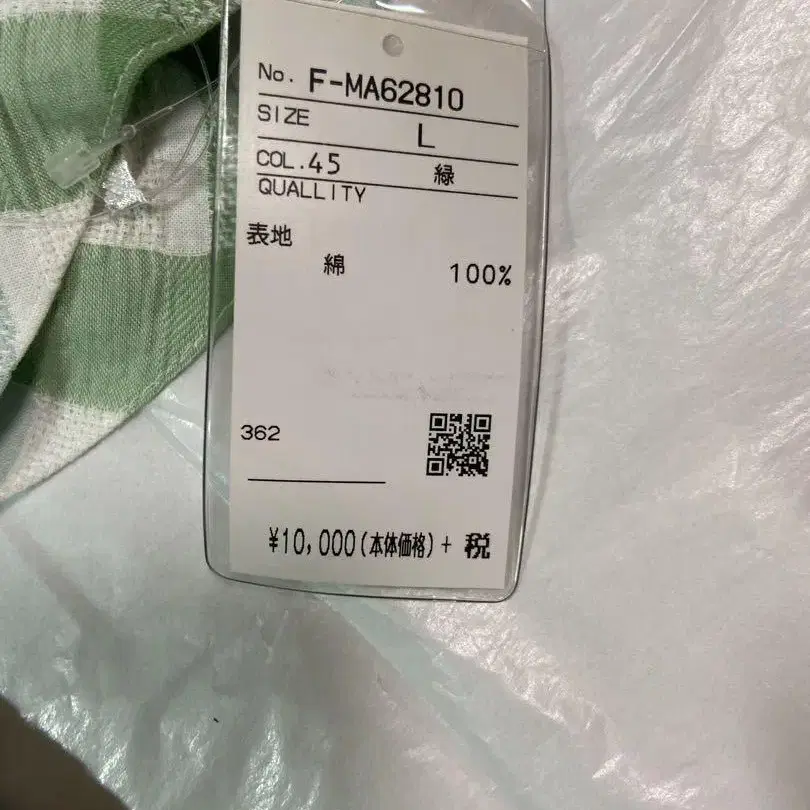 No. F-MA62810
SIZE L
COL.45 緑
QUALLITY
表地
綿 100%
362
¥10,000(本体価格)+ 税